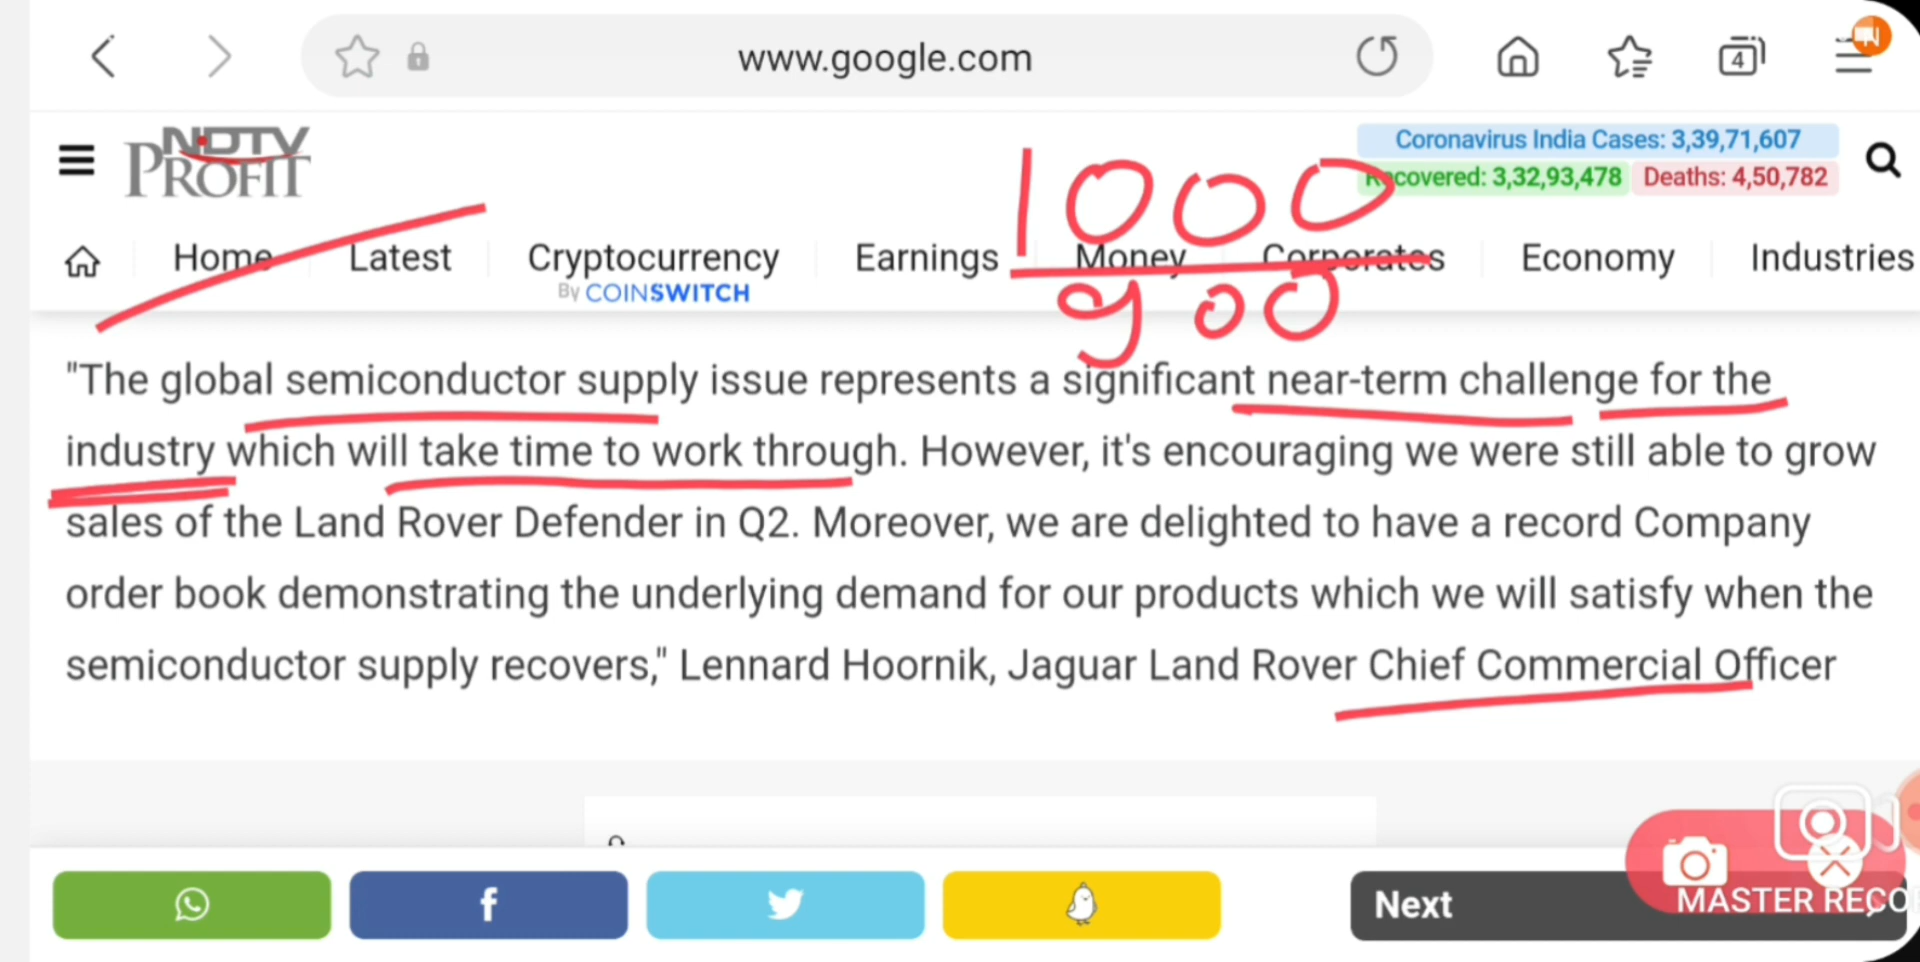 www.google.com
4
NDTV
PROFIT
Coronavirus India Cases: 3,39,71,607
Recovered: 3,32,93,478 Deaths: 4,50,782
1000
900
Home Latest Cryptocurrency Earnings Money Corporates Economy Industries
By COINSWITCH
"The global semiconductor supply issue represents a significant near-term challenge for the
industry which will take time to work through. However, it's encouraging we were still able to grow
sales of the Land Rover Defender in Q2. Moreover, we are delighted to have a record Company
order book demonstrating the underlying demand for our products which we will satisfy when the
semiconductor supply recovers," Lennard Hoornik, Jaguar Land Rover Chief Commercial Officer
f
Next
MASTER RECO